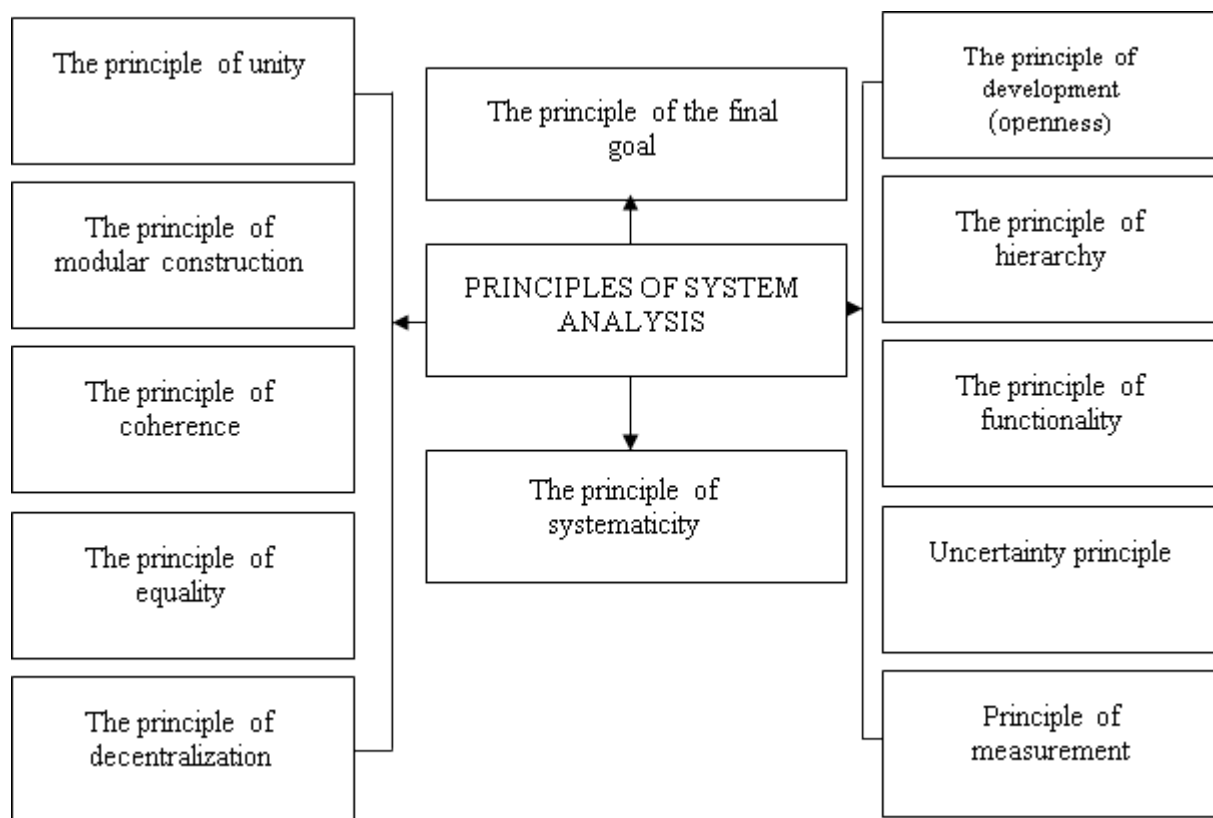 The principle of unity
The principle of
modular construction
The principle of
coherence
The principle of
equality
The principle of
decentralization
The principle of the final
goal
PRINCIPLES OF SYSTEM
ANALYSIS
The principle of
systematicity
The principle of
development
(openness)
The principle of
hierarchy
The principle of
functionality
Uncertainty principle
Principle of
measurement